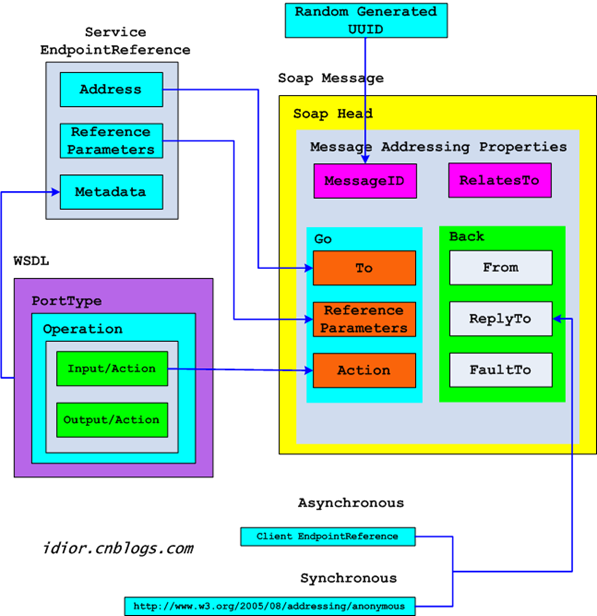 Random Generated
UUID
Service
EndpointReference
Address
Reference
Parameters
Metadata
Soap Message
Soap Head
Message Addressing Properties
MessageID
RelatesTo
Go
To
Reference
Parameters
Action
Back
From
ReplyTo
FaultTo
WSDL
PortType
Operation
Input/Action
Output/Action
Asynchronous
Client EndpointReference
Synchronous
http://www.w3.org/2005/08/addressing/anonymous
idior.cnblogs.com